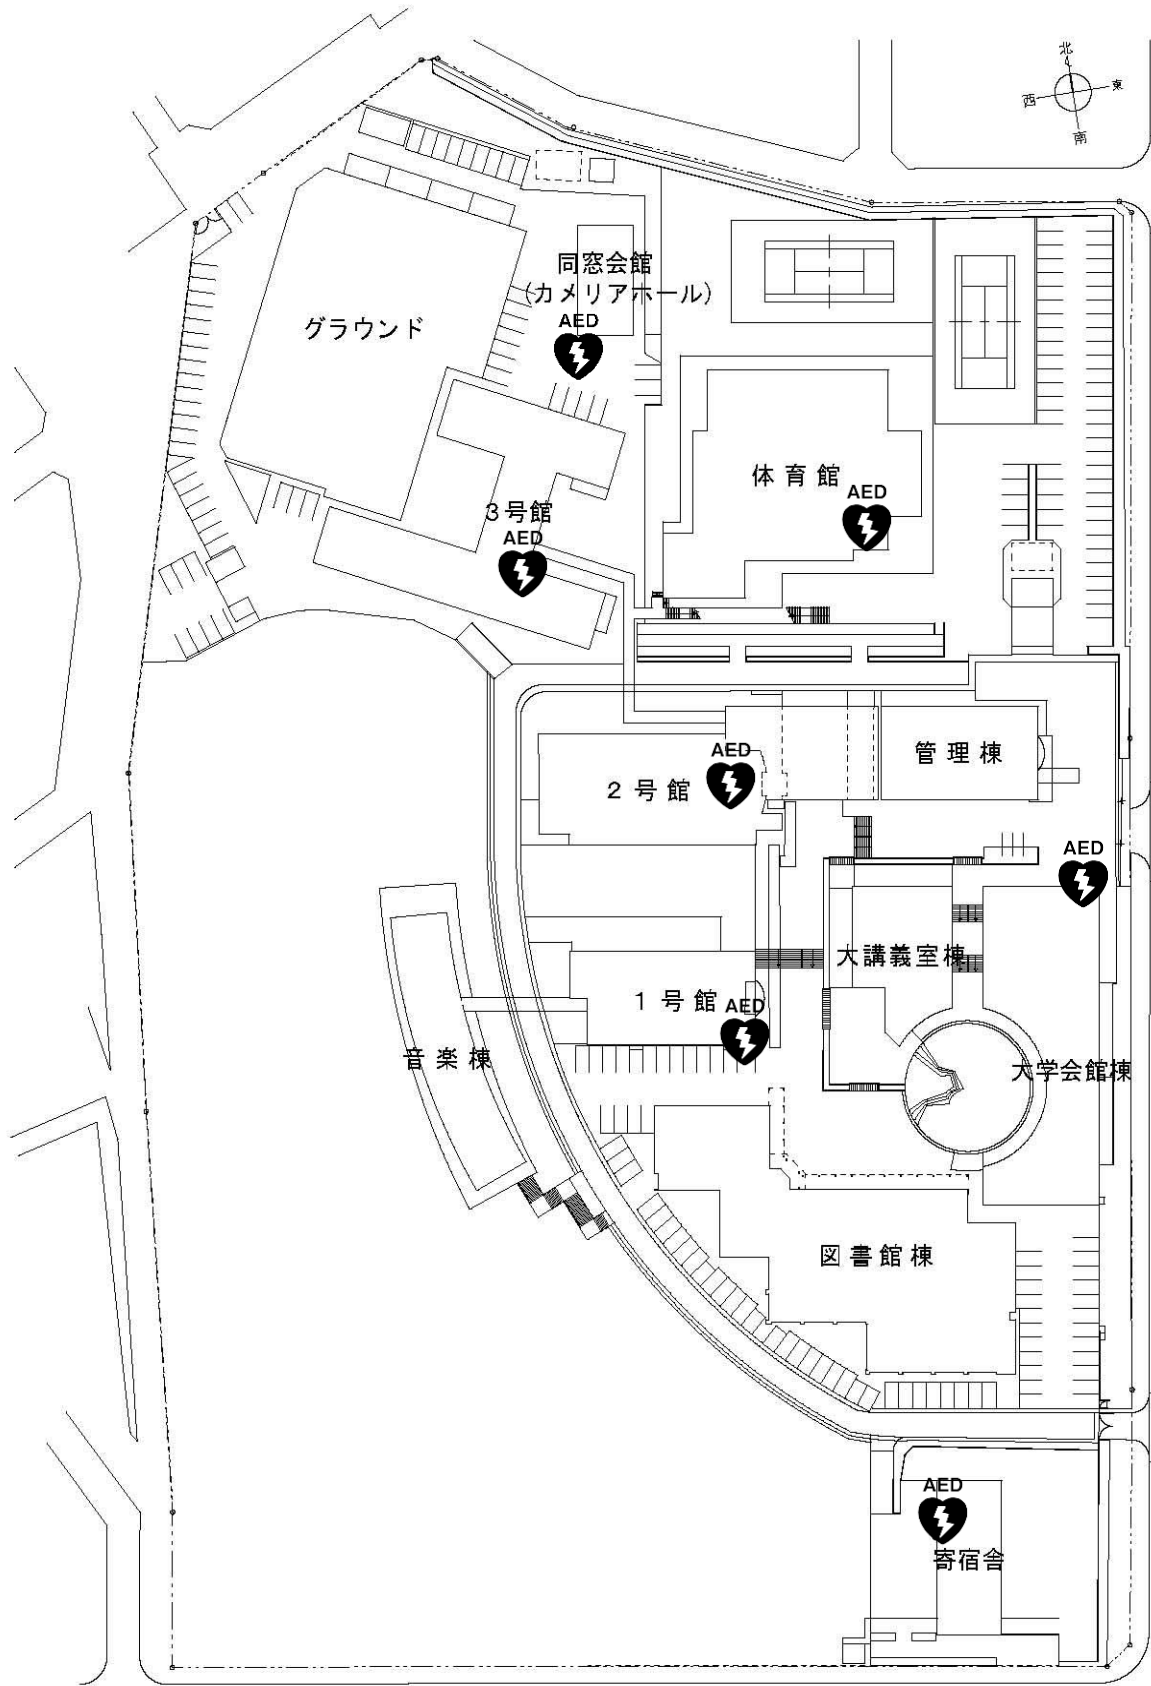 北
西
東
南
同窓会館
(カメリアホール)
AED
グラウンド
体育館
AED
3号館
AED
管理棟
AED
2号館
AED
大講義室棟
1号館
AED
音楽棟
大学会館棟
図書館棟
AED
寄宿舎